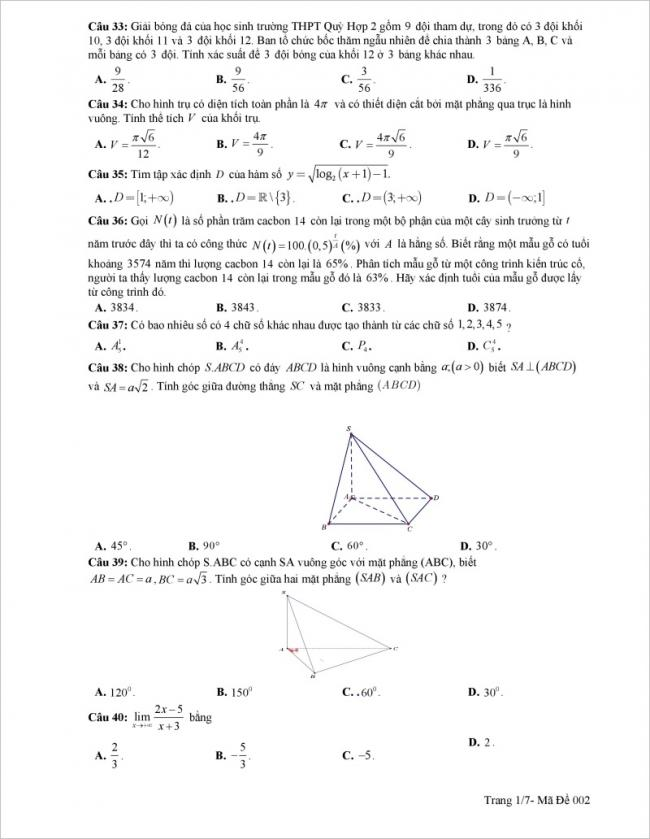 Câu 33: Giải bóng đá của học sinh trường THPT Quỳ Hợp 2 gồm 9 đội tham dự, trong đó có 3 đội khối
10, 3 đội khối 11 và 3 đội khối 12. Ban tổ chức bốc thăm ngẫu nhiên để chia thành 3 bảng A, B, C và
mỗi bảng có 3 đội. Tính xác suất để 3 đội bóng của khối 12 ở 3 bảng khác nhau.
A. 9/28. B. 9/56. C. 3/56. D. 1/336.
Câu 34: Cho hình trụ có diện tích toàn phần là 4π và có thiết diện cắt bởi mặt phẳng qua trục là hình
vuông. Tính thể tích V của khối trụ.
A. V = π√6/12. B. V = 4π/9. C. V = 4π√6/9. D. V = π√6/9.
Câu 35: Tìm tập xác định D của hàm số y = √(log₂(x+1)−1).
A. . D = [1;+∞) B. . D = ℝ\{3}. C. . D = (3;+∞) D. D = (−∞;1]
Câu 36: Gọi N(t) là số phần trăm cacbon 14 còn lại trong một bộ phận của một cây sinh trưởng từ t
năm trước đây thì ta có công thức N(t) = 100.(0,5)^(t/A) (%) với A là hằng số. Biết rằng một mẫu gỗ có tuổi
khoảng 3574 năm thì lượng cacbon 14 còn lại là 65%. Phân tích mẫu gỗ từ một công trình kiến trúc cổ,
người ta thấy lượng cacbon 14 còn lại trong mẫu gỗ đó là 63%. Hãy xác định tuổi của mẫu gỗ được lấy
từ công trình đó.
A. 3834. B. 3843. C. 3833. D. 3874.
Câu 37: Có bao nhiêu số có 4 chữ số khác nhau được tạo thành từ các chữ số 1, 2, 3, 4, 5 ?
A. A₅¹. B. A₅⁴. C. P₄. D. C₅⁴.
Câu 38: Cho hình chóp S.ABCD có đáy ABCD là hình vuông cạnh bằng a,(a > 0) biết SA ⊥ (ABCD)
và SA = a√2. Tính góc giữa đường thẳng SC và mặt phẳng (ABCD)
S
A
D
B
C
A. 45°. B. 90° C. 60°. D. 30°.
Câu 39: Cho hình chóp S.ABC có cạnh SA vuông góc với mặt phẳng (ABC), biết
AB = AC = a, BC = a√3. Tính góc giữa hai mặt phẳng (SAB) và (SAC) ?
S
A
C
B
A. 120⁰. B. 150⁰ C. . 60⁰. D. 30⁰.
Câu 40: lim x→+∞ (2x−5)/(x+3) bằng
A. 2/3. B. −5/3. C. −5. D. 2.
Trang 1/7- Mã Đề 002